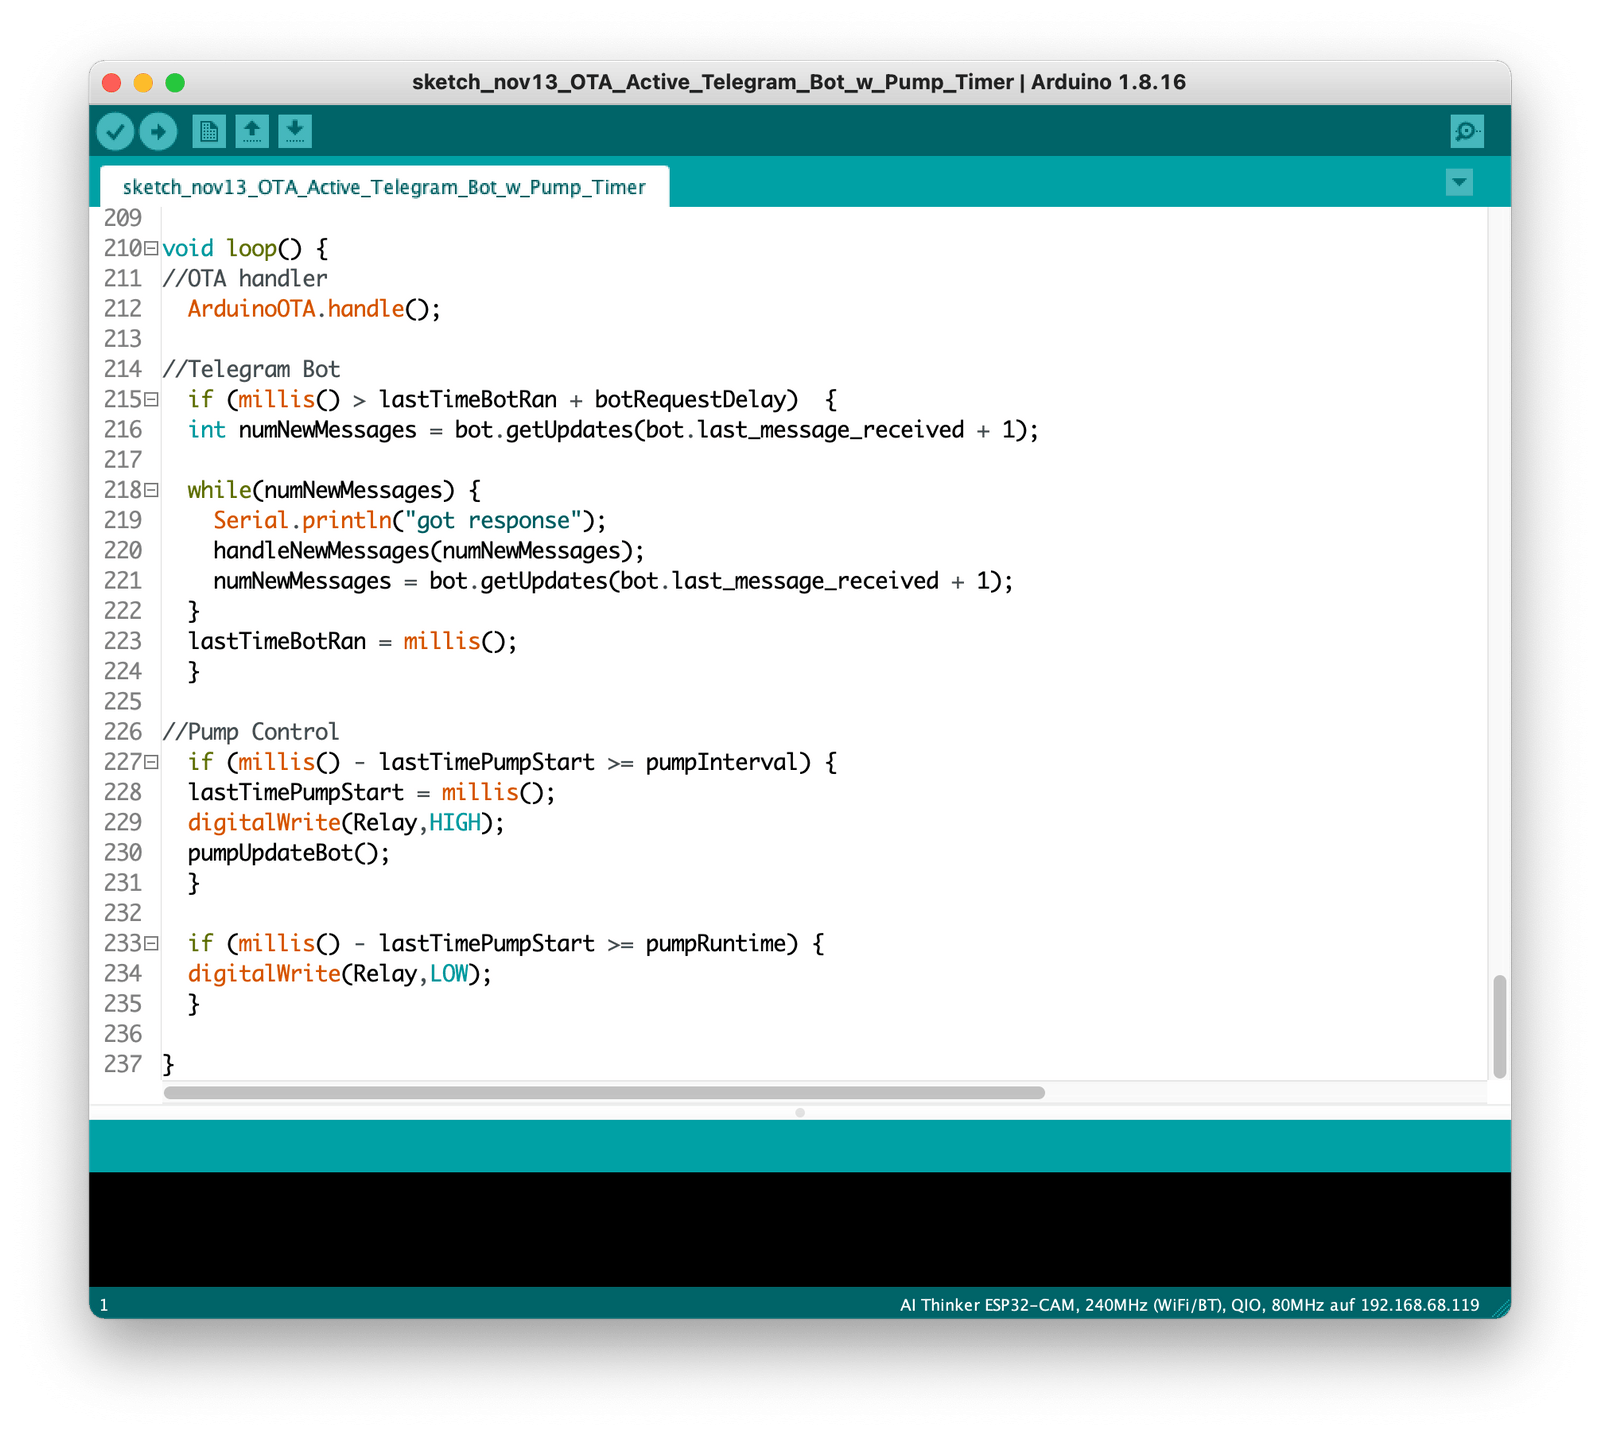 sketch_nov13_OTA_Active_Telegram_Bot_w_Pump_Timer | Arduino 1.8.16
sketch_nov13_OTA_Active_Telegram_Bot_w_Pump_Timer
209
210 void loop() {
211 //OTA handler
212   ArduinoOTA.handle();
213
214 //Telegram Bot
215   if (millis() > lastTimeBotRan + botRequestDelay)  {
216   int numNewMessages = bot.getUpdates(bot.last_message_received + 1);
217
218   while(numNewMessages) {
219     Serial.println("got response");
220     handleNewMessages(numNewMessages);
221     numNewMessages = bot.getUpdates(bot.last_message_received + 1);
222   }
223   lastTimeBotRan = millis();
224   }
225
226 //Pump Control
227   if (millis() - lastTimePumpStart >= pumpInterval) {
228   lastTimePumpStart = millis();
229   digitalWrite(Relay,HIGH);
230   pumpUpdateBot();
231   }
232
233   if (millis() - lastTimePumpStart >= pumpRuntime) {
234   digitalWrite(Relay,LOW);
235   }
236
237 }
1
AI Thinker ESP32-CAM, 240MHz (WiFi/BT), QIO, 80MHz auf 192.168.68.119